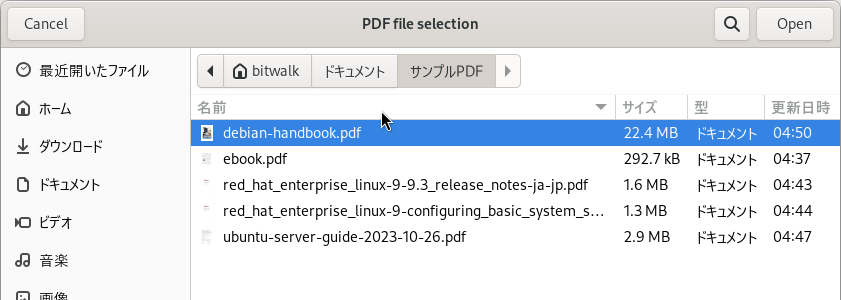 Cancel PDF file selection Open
最近開いたファイル
ホーム
ダウンロード
ドキュメント
ビデオ
音楽
画像
bitwalk ドキュメント サンプルPDF
名前 サイズ 型 更新日時
debian-handbook.pdf 22.4 MB ドキュメント 04:50
ebook.pdf 292.7 kB ドキュメント 04:37
red_hat_enterprise_linux-9-9.3_release_notes-ja-jp.pdf 1.6 MB ドキュメント 04:43
red_hat_enterprise_linux-9-configuring_basic_system_s... 1.3 MB ドキュメント 04:44
ubuntu-server-guide-2023-10-26.pdf 2.9 MB ドキュメント 04:47